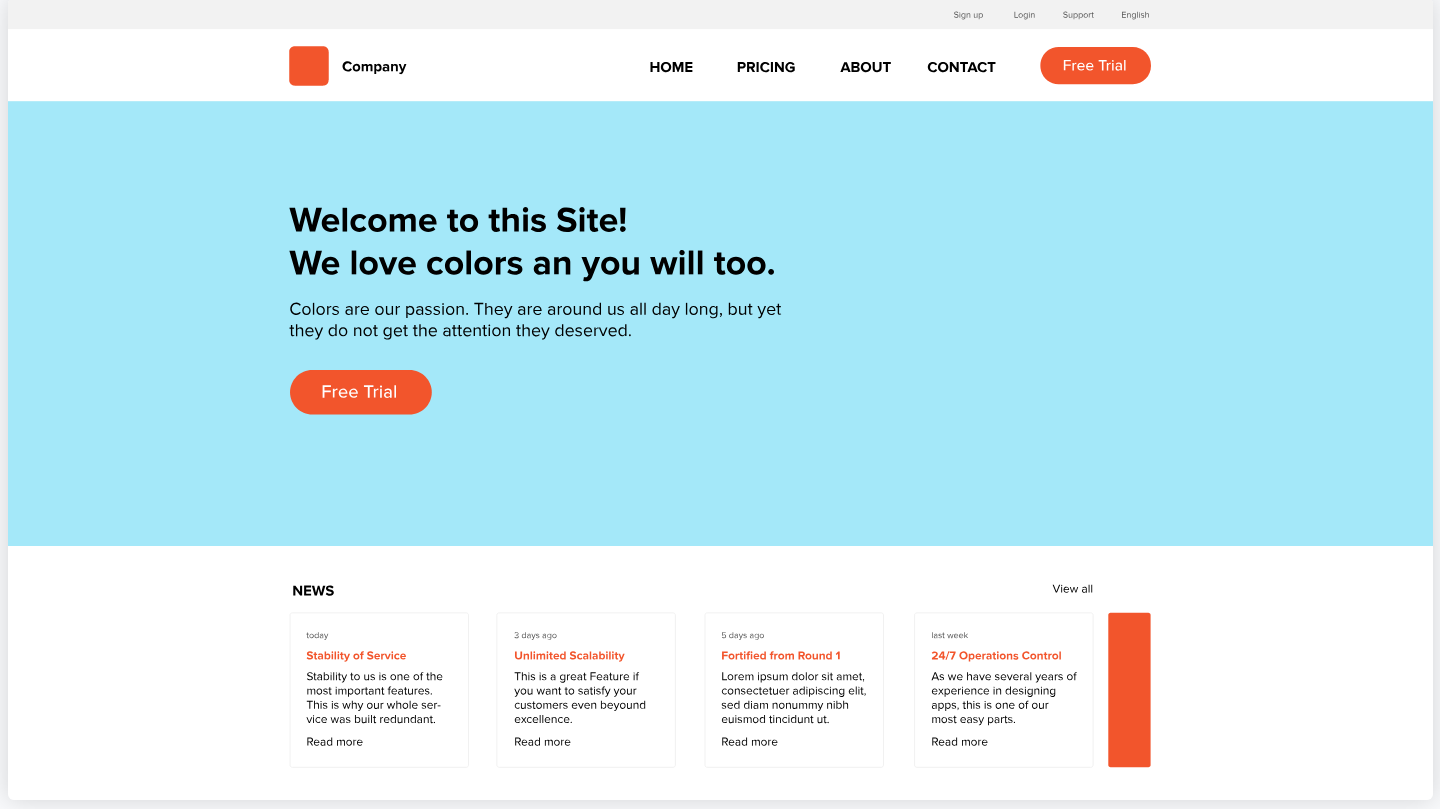 Sign up Login Support English
Company HOME PRICING ABOUT CONTACT Free Trial
Welcome to this Site!
We love colors an you will too.
Colors are our passion. They are around us all day long, but yet
they do not get the attention they deserved.
Free Trial
NEWS View all
today
Stability of Service
Stability to us is one of the
most important features.
This is why our whole ser-
vice was built redundant.
Read more
3 days ago
Unlimited Scalability
This is a great Feature if
you want to satisfy your
customers even beyound
excellence.
Read more
5 days ago
Fortified from Round 1
Lorem ipsum dolor sit amet,
consectetuer adipiscing elit,
sed diam nonummy nibh
euismod tincidunt ut.
Read more
last week
24/7 Operations Control
As we have several years of
experience in designing
apps, this is one of our
most easy parts.
Read more